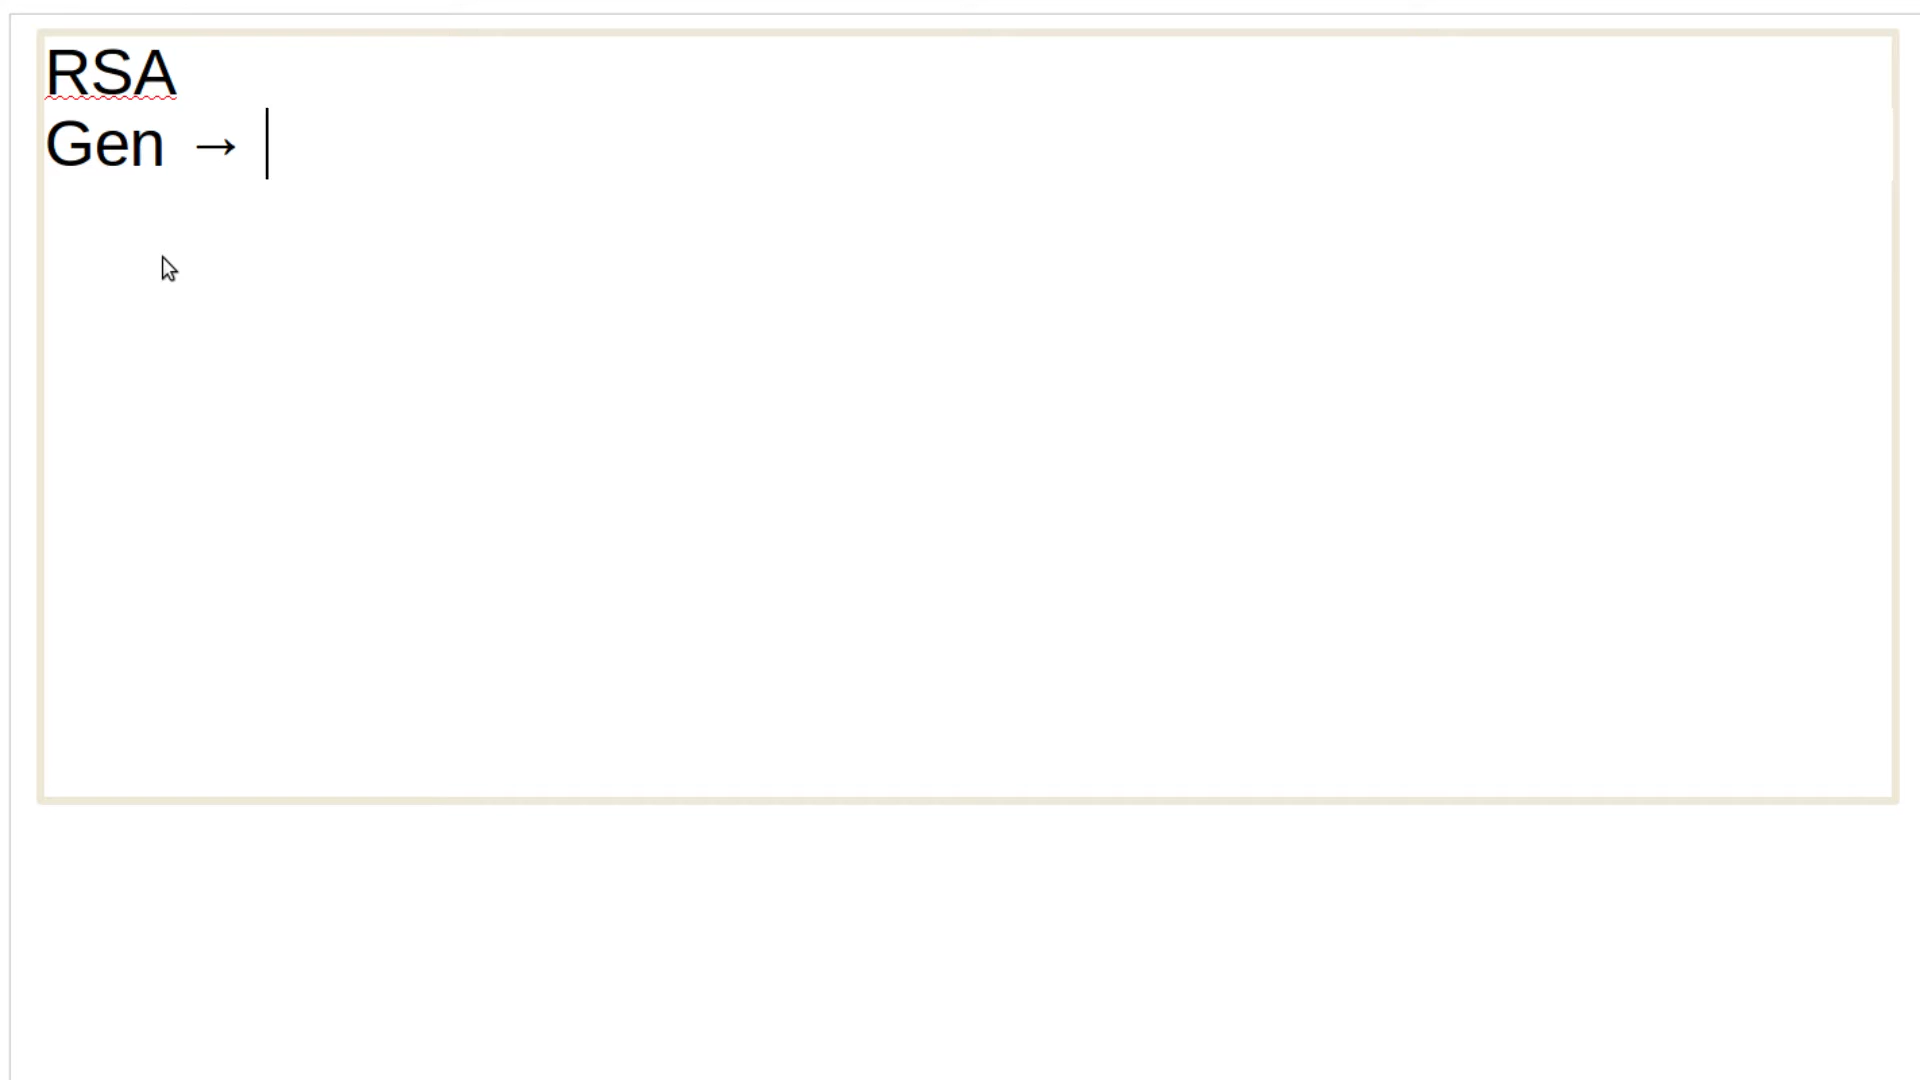 RSA
Gen →